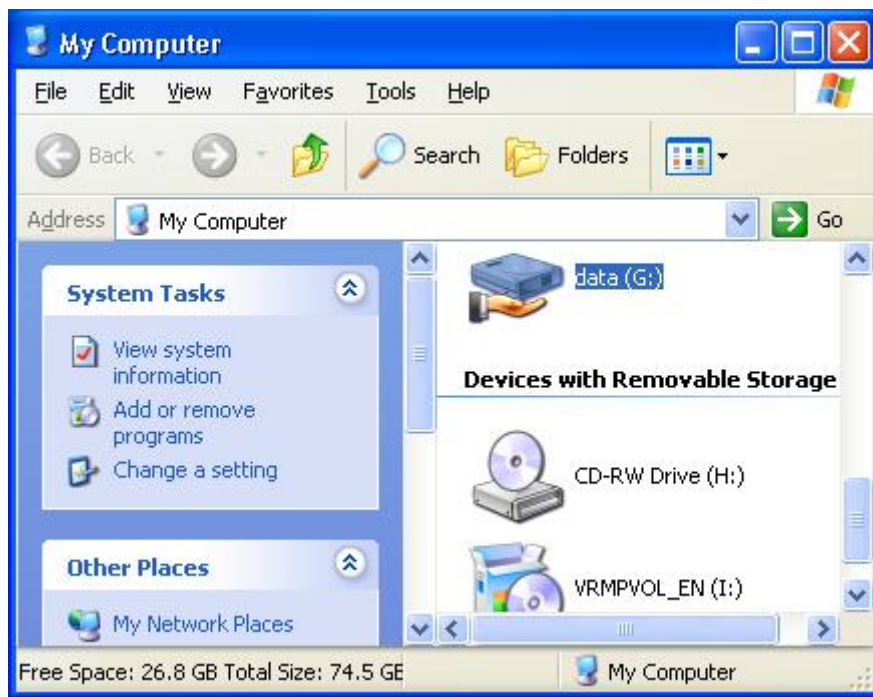 My Computer
File Edit View Favorites Tools Help
Back Search Folders
Address My Computer Go
System Tasks
View system
information
Add or remove
programs
Change a setting
Other Places
My Network Places
data (G:)
Devices with Removable Storage
CD-RW Drive (H:)
VRMPVOL_EN (I:)
Free Space: 26.8 GB Total Size: 74.5 GB My Computer